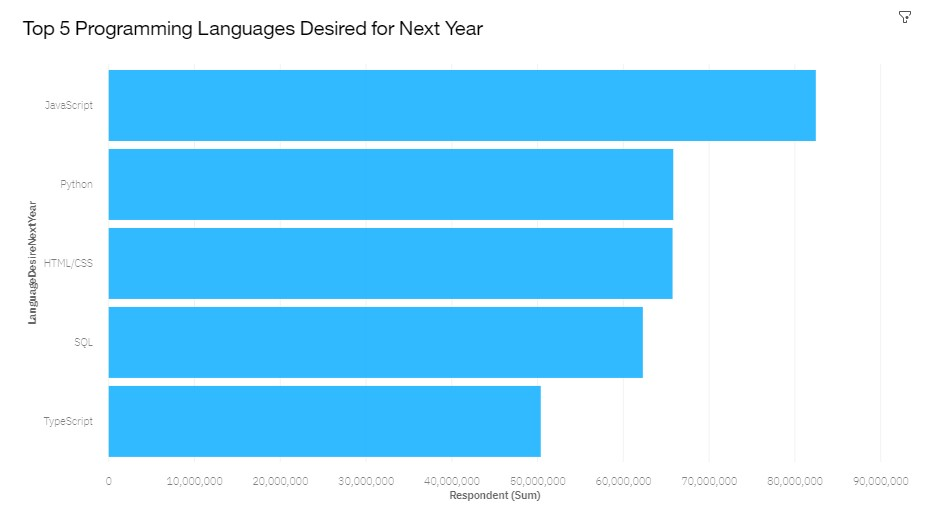 Top 5 Programming Languages Desired for Next Year
LanguageDesireNextYear
JavaScript
Python
HTML/CSS
SQL
TypeScript
0 10,000,000 20,000,000 30,000,000 40,000,000 50,000,000 60,000,000 70,000,000 80,000,000 90,000,000
Respondent (Sum)